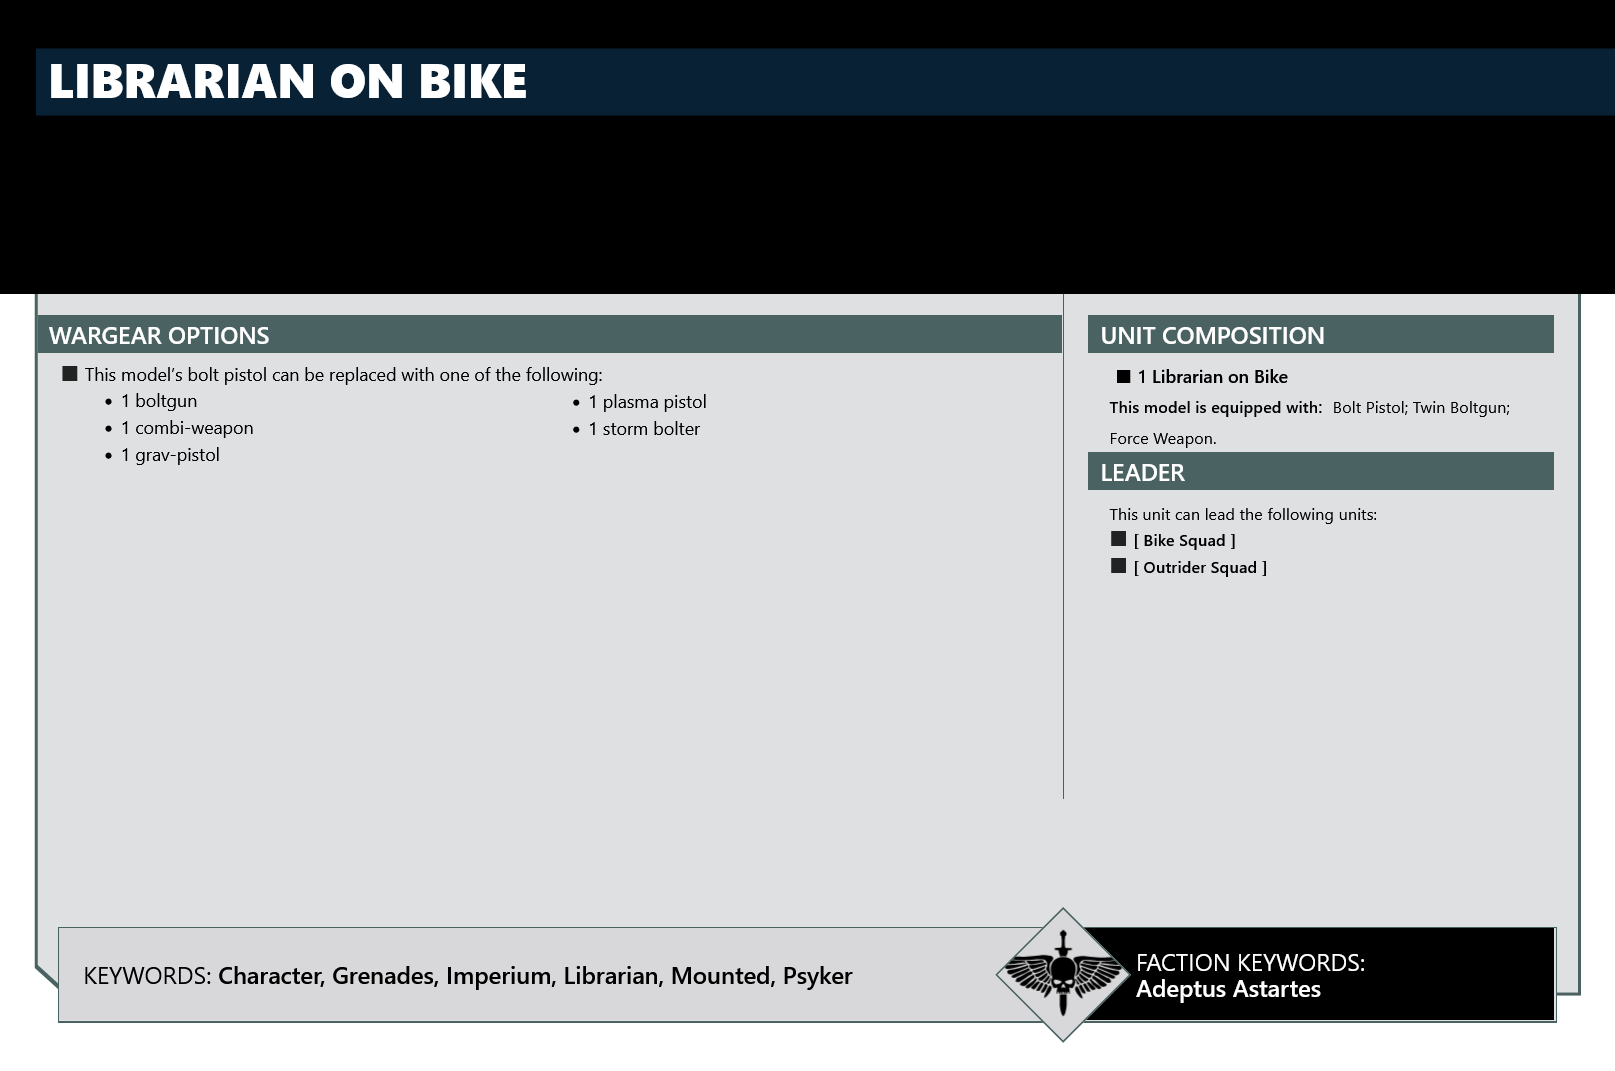 LIBRARIAN ON BIKE
WARGEAR OPTIONS
This model's bolt pistol can be replaced with one of the following:
• 1 boltgun
• 1 combi-weapon
• 1 grav-pistol
• 1 plasma pistol
• 1 storm bolter
UNIT COMPOSITION
■ 1 Librarian on Bike
This model is equipped with: Bolt Pistol; Twin Boltgun;
Force Weapon.
LEADER
This unit can lead the following units:
■ [ Bike Squad ]
■ [ Outrider Squad ]
KEYWORDS: Character, Grenades, Imperium, Librarian, Mounted, Psyker
FACTION KEYWORDS:
Adeptus Astartes